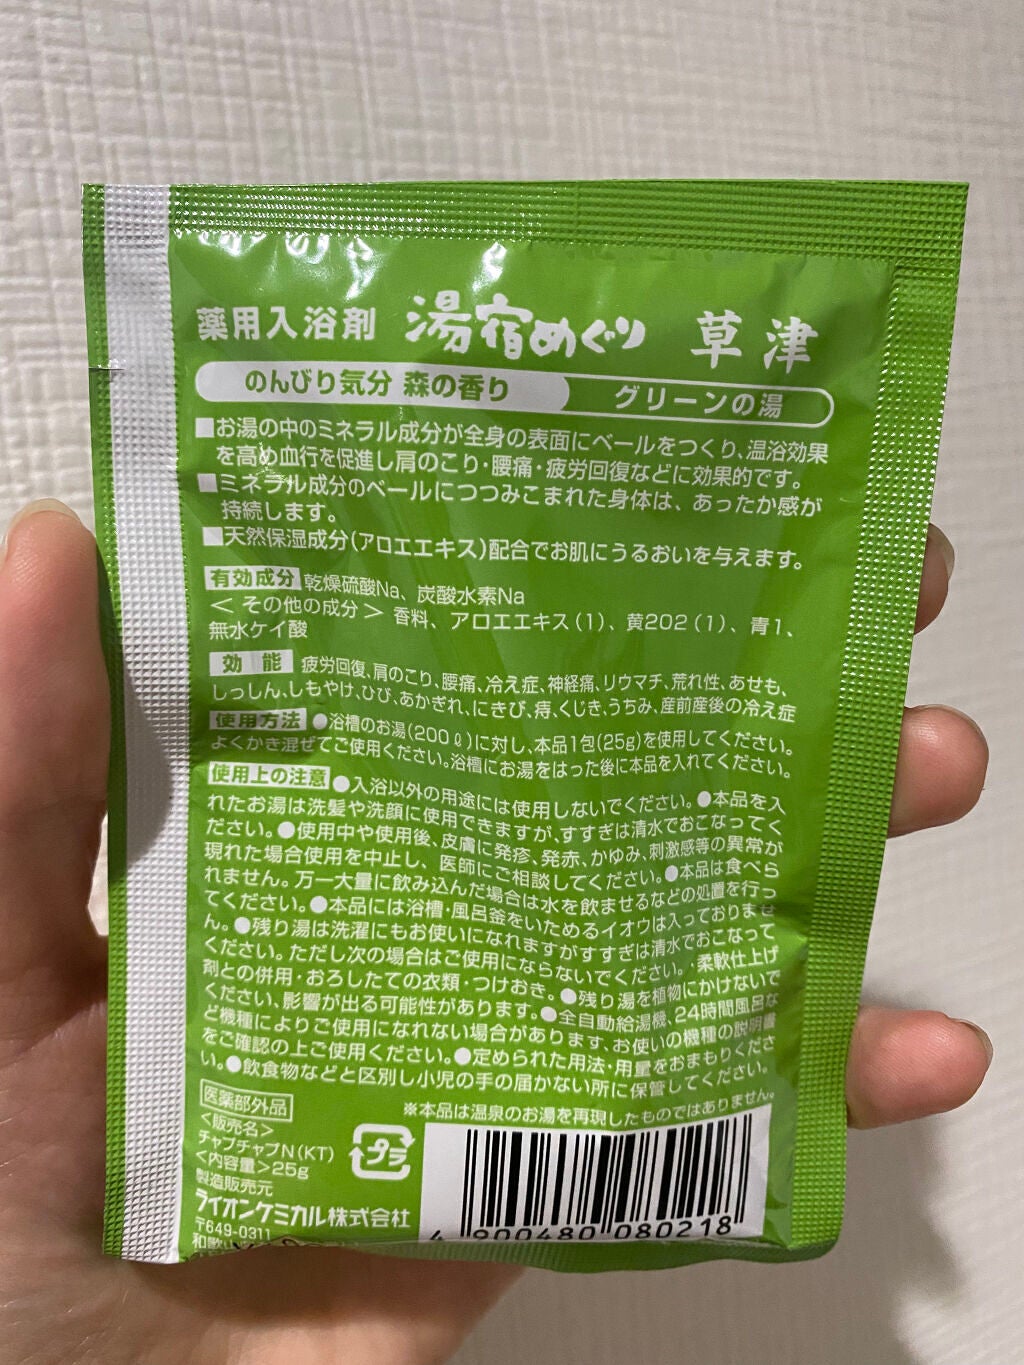 薬用入浴剤 湯宿めぐり 草津
のんびり気分 森の香り グリーンの湯
■お湯の中のミネラル成分が全身の表面にベールをつくり、温浴効果
を高め血行を促進し肩のこり・腰痛・疲労回復などに効果的です。
■ミネラル成分のベールにつつみこまれた身体は、あったか感が
持続します。
■天然保湿成分(アロエエキス)配合でお肌にうるおいを与えます。
有効成分 乾燥硫酸Na、炭酸水素Na
＜その他の成分＞香料、アロエエキス(1)、黄202(1)、青1、
無水ケイ酸
効能 疲労回復、肩のこり、腰痛、冷え症、神経痛、リウマチ、荒れ性、あせも、
しっしん、しもやけ、ひび、あかぎれ、にきび、痔、くじき、うちみ、産前産後の冷え症
使用方法 ●浴槽のお湯(200ℓ)に対し、本品1包(25g)を使用してください。
よくかき混ぜてご使用ください。浴槽にお湯をはった後に本品を入れてください。
使用上の注意 ●入浴以外の用途には使用しないでください。●本品を入
れたお湯は洗髪や洗顔に使用できますが、すすぎは清水でおこなってく
ださい。●使用中や使用後、皮膚に発疹、発赤、かゆみ、刺激感等の異常が
現れた場合使用を中止し、医師にご相談してください。●本品は食べら
れません。万一大量に飲み込んだ場合は水を飲ませるなどの処置を行っ
てください。●本品には浴槽・風呂釜をいためるイオウは入っておりませ
ん。●残り湯は洗濯にもお使いになれますがすすぎは清水でおこなって
ください。ただし次の場合はご使用にならないでください。／柔軟仕上げ
剤との併用・おろしたての衣類・つけおき。●残り湯を植物にかけないで
ください、影響が出る可能性があります。●全自動給湯機、24時間風呂な
ど機種によりご使用になれない場合があります、お使いの機種の説明書
をご確認の上ご使用ください。●定められた用法・用量をおまもりくださ
い。●飲食物などと区別し小児の手の届かない所に保管してください。
※本品は温泉のお湯を再現したものではありません。
医薬部外品
＜販売名＞
チャプチャプN(KT)
＜内容量＞25g
製造販売元
ライオンケミカル株式会社
〒649-0311
和歌山
プラ
4 900480 080218